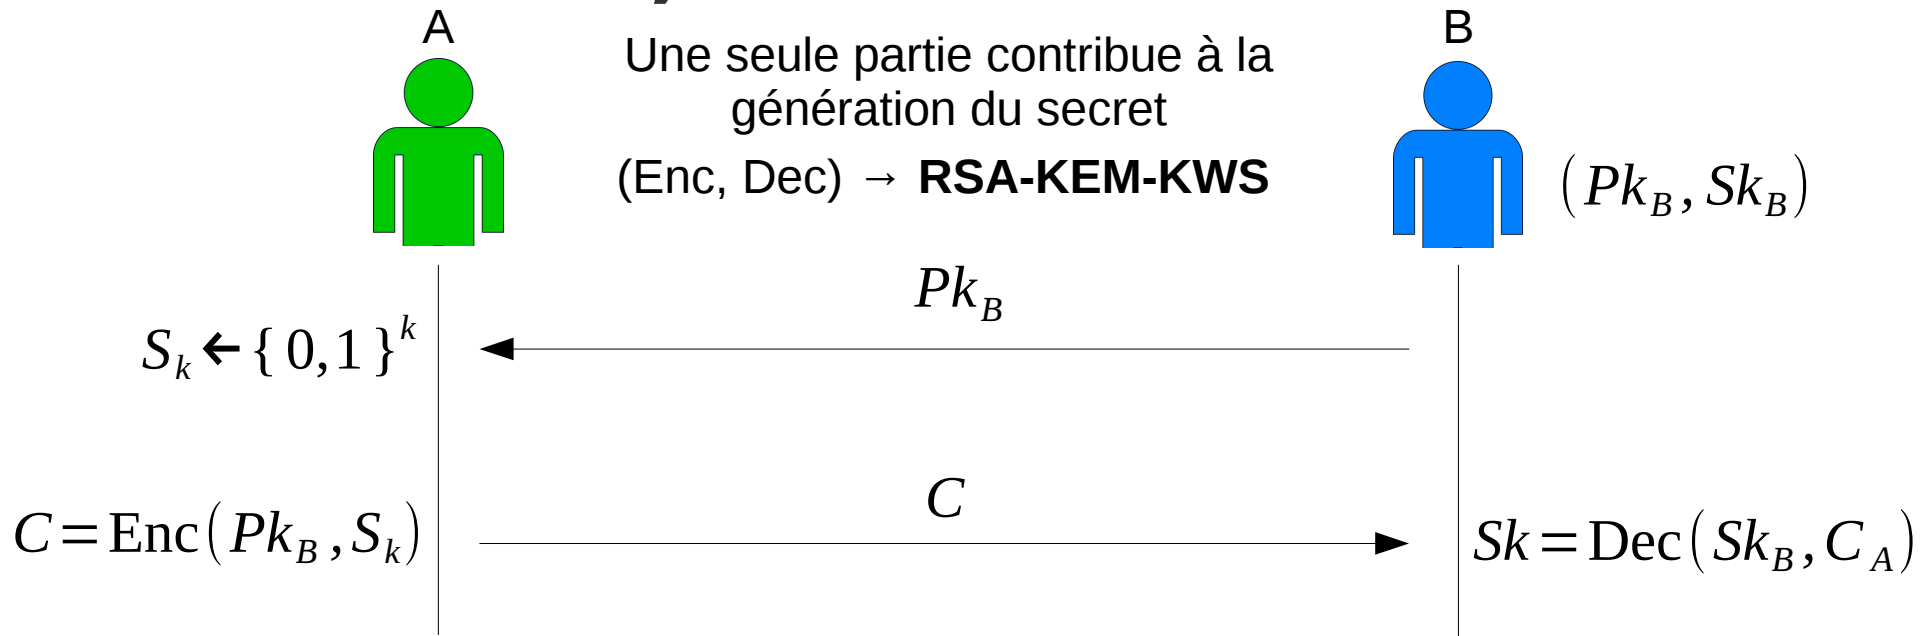 A
B
Une seule partie contribue à la
génération du secret
(Enc, Dec) → RSA-KEM-KWS
(Pk_B, Sk_B)
Pk_B
S_k ← {0,1}^k
C
C = Enc(Pk_B, S_k)
Sk = Dec(Sk_B, C_A)